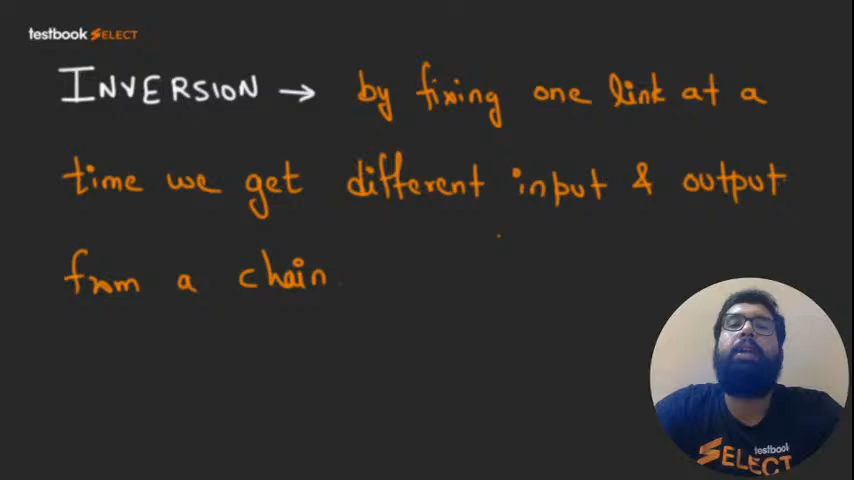 testbook SELECT
INVERSION → by fixing one link at a
time we get different input & output
from a chain.
testbook
SELECT